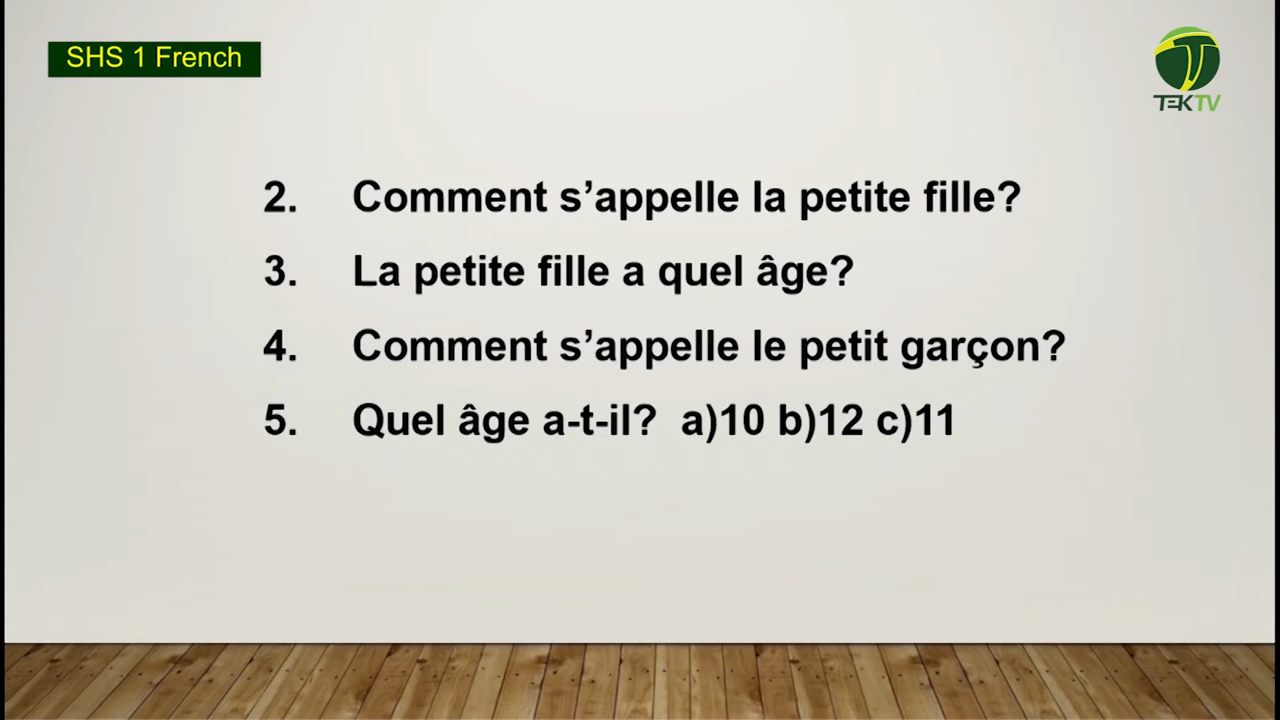 SHS 1 French
TEKTV
2. Comment s’appelle la petite fille?
3. La petite fille a quel âge?
4. Comment s’appelle le petit garçon?
5. Quel âge a-t-il? a)10 b)12 c)11